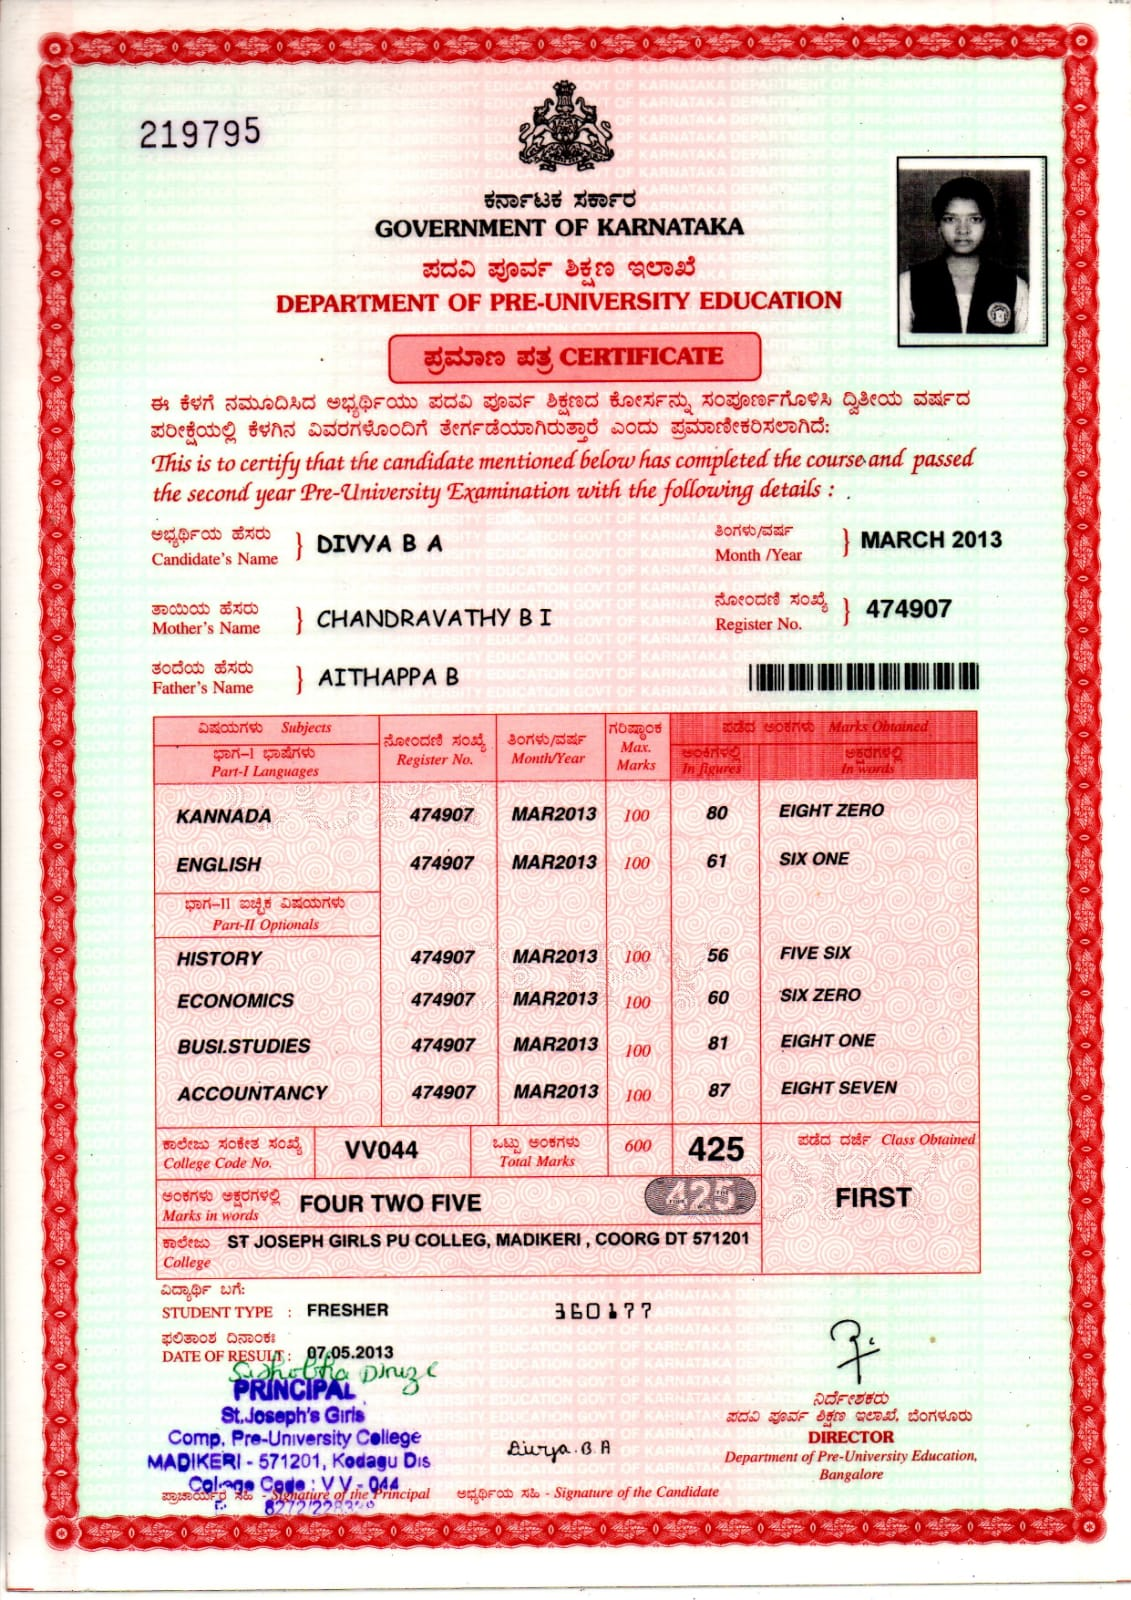 219795
ಕರ್ನಾಟಕ ಸರ್ಕಾರ
GOVERNMENT OF KARNATAKA
ಪದವಿ ಪೂರ್ವ ಶಿಕ್ಷಣ ಇಲಾಖೆ
DEPARTMENT OF PRE-UNIVERSITY EDUCATION
ಪ್ರಮಾಣ ಪತ್ರ CERTIFICATE
ಈ ಕೆಳಗೆ ನಮೂದಿಸಿದ ಅಭ್ಯರ್ಥಿಯು ಪದವಿ ಪೂರ್ವ ಶಿಕ್ಷಣದ ಕೋರ್ಸನ್ನು ಸಂಪೂರ್ಣಗೊಳಿಸಿ ದ್ವಿತೀಯ ವರ್ಷದ
ಪರೀಕ್ಷೆಯಲ್ಲಿ ಕೆಳಗಿನ ವಿವರಗಳೊಂದಿಗೆ ತೇರ್ಗಡೆಯಾಗಿರುತ್ತಾರೆ ಎಂದು ಪ್ರಮಾಣೀಕರಿಸಲಾಗಿದೆ:
This is to certify that the candidate mentioned below has completed the course and passed
the second year Pre-University Examination with the following details :
ಅಭ್ಯರ್ಥಿಯ ಹೆಸರು
Candidate's Name } DIVYA B A
ತಿಂಗಳು/ವರ್ಷ
Month /Year } MARCH 2013
ತಾಯಿಯ ಹೆಸರು
Mother's Name } CHANDRAVATHY B I
ನೋಂದಣಿ ಸಂಖ್ಯೆ
Register No. } 474907
ತಂದೆಯ ಹೆಸರು
Father's Name } AITHAPPA B
ವಿಷಯಗಳು Subjects
ಭಾಗ-I ಭಾಷೆಗಳು
Part-I Languages
ನೋಂದಣಿ ಸಂಖ್ಯೆ
Register No.
ತಿಂಗಳು/ವರ್ಷ
Month/Year
ಗರಿಷ್ಠಾಂಕ
Max.
Marks
ಪಡೆದ ಅಂಕಗಳು Marks Obtained
ಅಂಕಿಗಳಲ್ಲಿ
In figures
ಅಕ್ಷರಗಳಲ್ಲಿ
In words
KANNADA 474907 MAR2013 100 80 EIGHT ZERO
ENGLISH 474907 MAR2013 100 61 SIX ONE
ಭಾಗ-II ಐಚ್ಛಿಕ ವಿಷಯಗಳು
Part-II Optionals
HISTORY 474907 MAR2013 100 56 FIVE SIX
ECONOMICS 474907 MAR2013 100 60 SIX ZERO
BUSI.STUDIES 474907 MAR2013 100 81 EIGHT ONE
ACCOUNTANCY 474907 MAR2013 100 87 EIGHT SEVEN
ಕಾಲೇಜು ಸಂಕೇತ ಸಂಖ್ಯೆ
College Code No. VV044
ಒಟ್ಟು ಅಂಕಗಳು
Total Marks 600 425
ಪಡೆದ ದರ್ಜೆ Class Obtained
FIRST
ಅಂಕಗಳು ಅಕ್ಷರಗಳಲ್ಲಿ
Marks in words FOUR TWO FIVE 425
ಕಾಲೇಜು
College ST JOSEPH GIRLS PU COLLEG, MADIKERI , COORG DT 571201
ವಿದ್ಯಾರ್ಥಿ ಬಗೆ:
STUDENT TYPE : FRESHER
360177
ಫಲಿತಾಂಶ ದಿನಾಂಕ:
DATE OF RESULT : 07.05.2013
PRINCIPAL
St.Joseph's Girls
Comp. Pre-University College
MADIKERI - 571201, Kodagu Dis
College Code : V V - 044
ಪ್ರಾಚಾರ್ಯರ ಸಹಿ - Signature of the Principal
Divya. B. A
ಅಭ್ಯರ್ಥಿಯ ಸಹಿ - Signature of the Candidate
ನಿರ್ದೇಶಕರು
ಪದವಿ ಪೂರ್ವ ಶಿಕ್ಷಣ ಇಲಾಖೆ, ಬೆಂಗಳೂರು
DIRECTOR
Department of Pre-University Education,
Bangalore